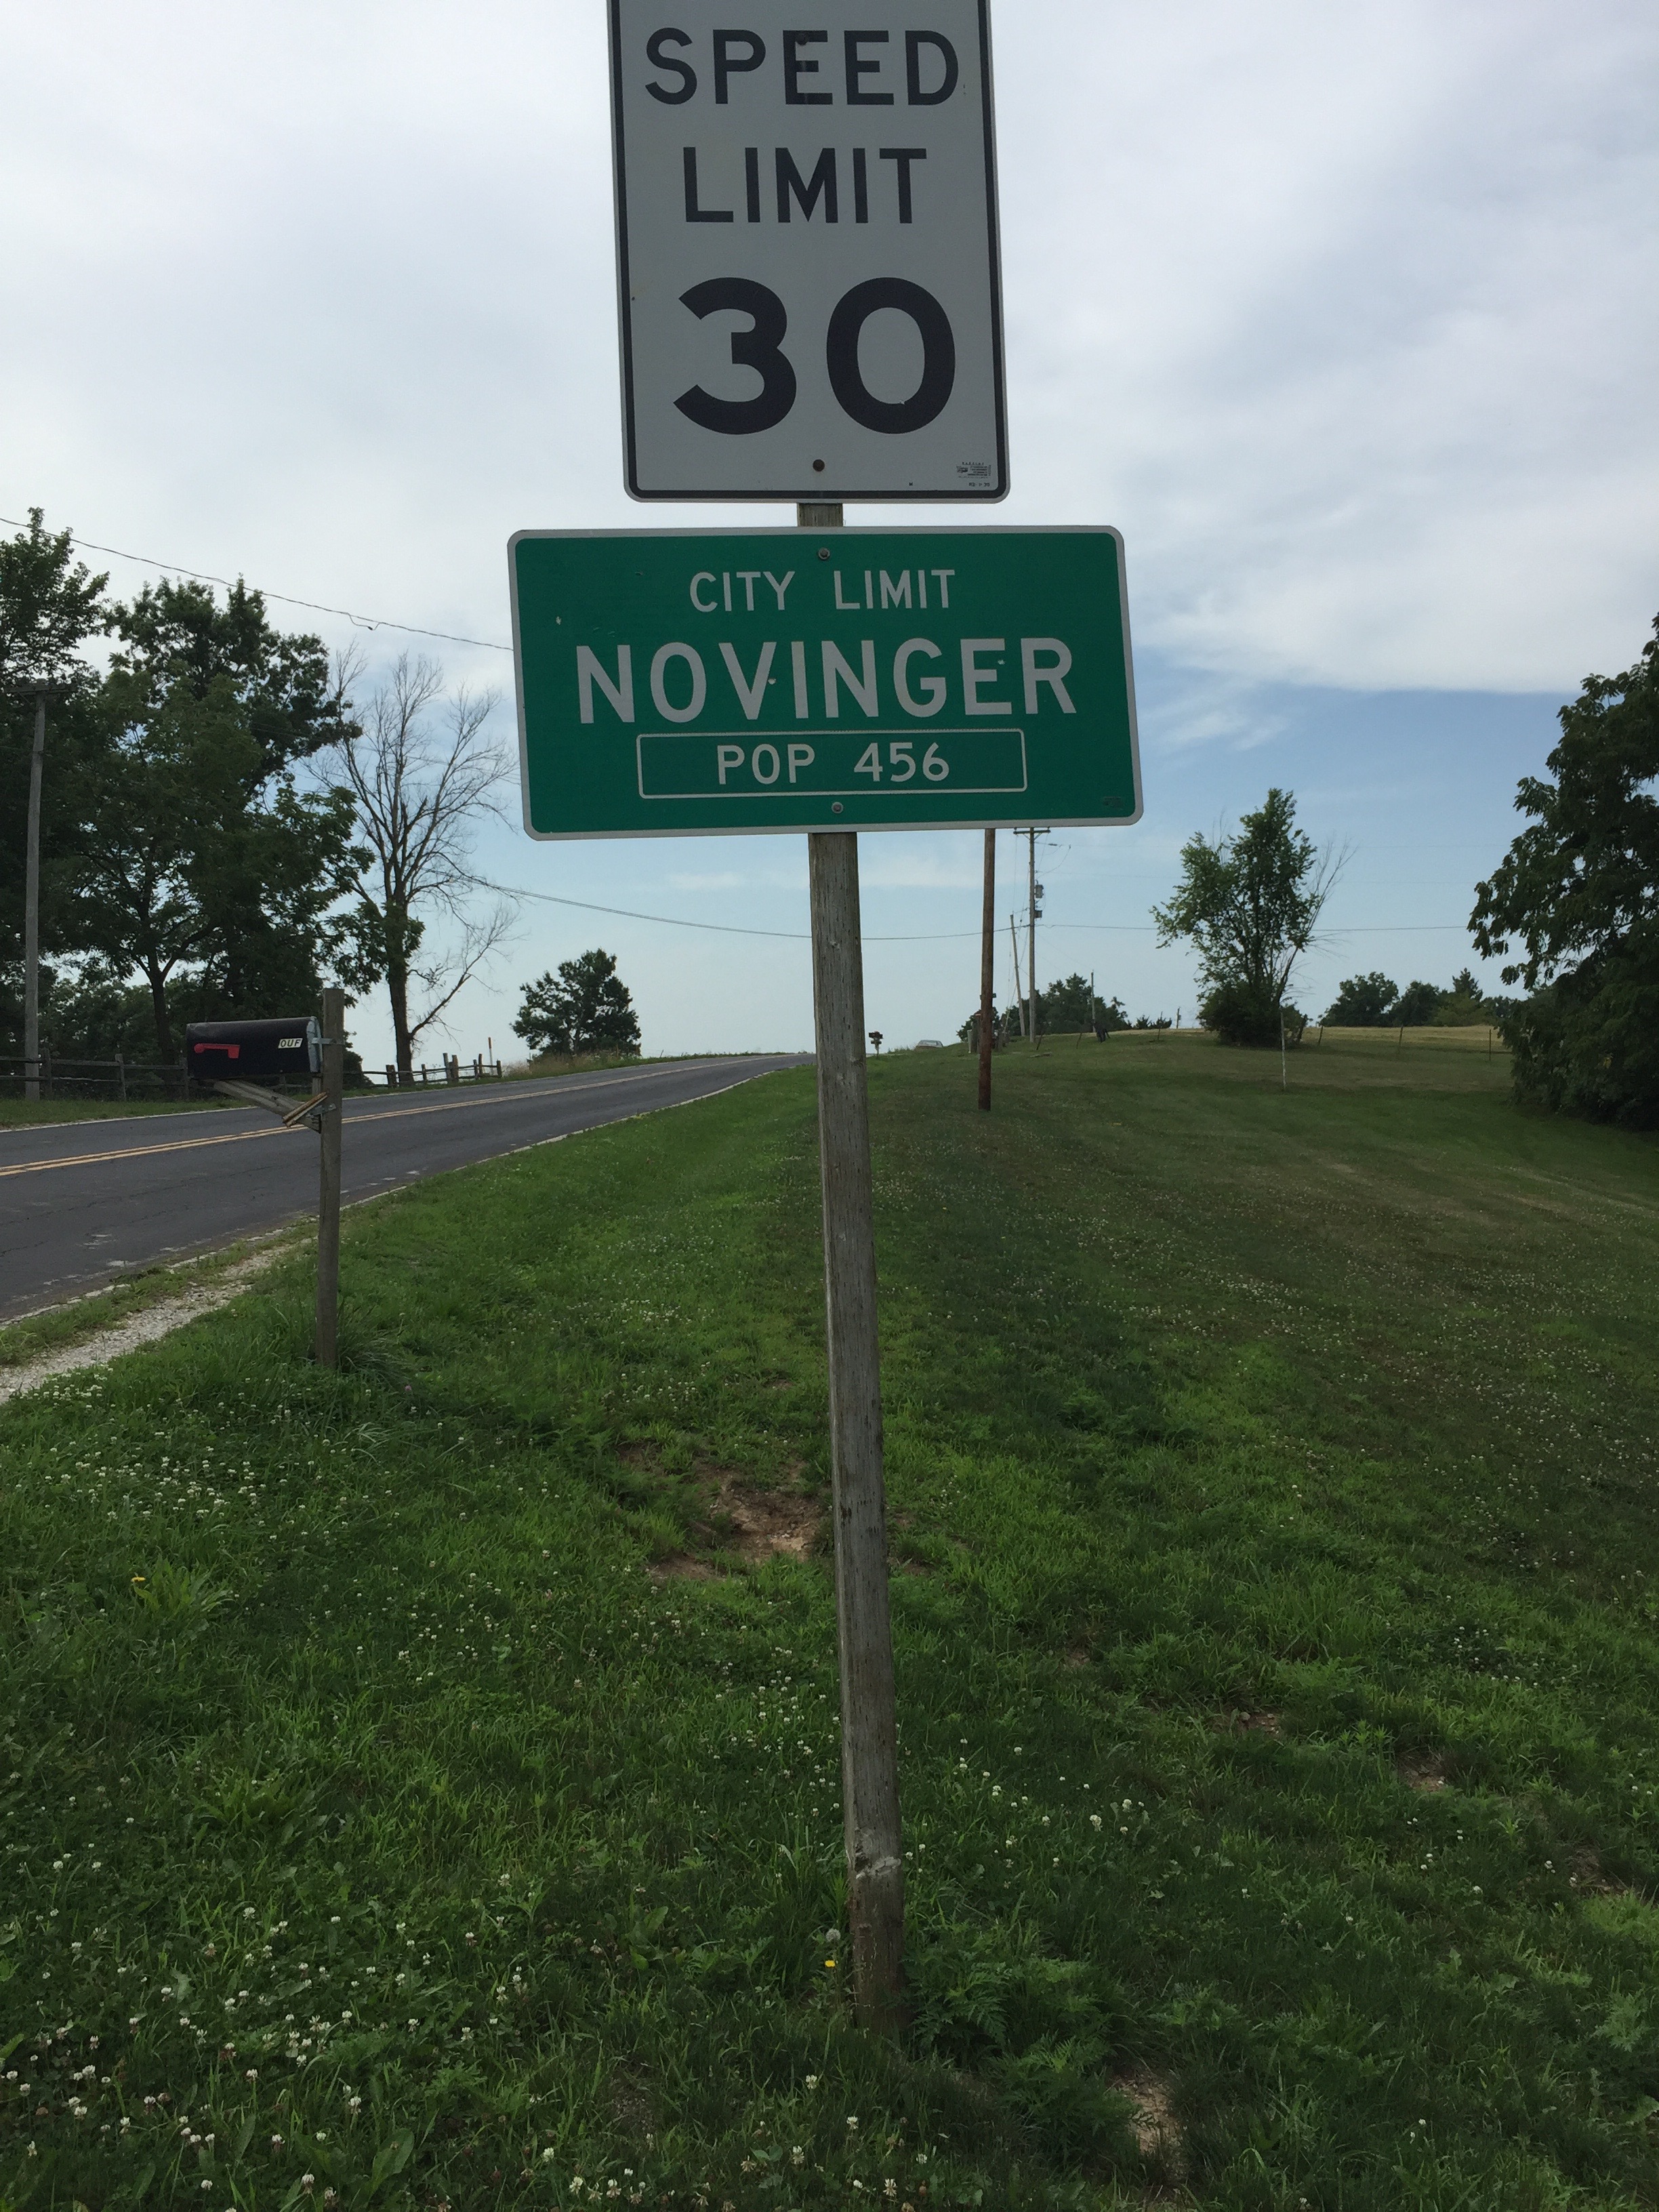 SPEED
LIMIT
30
CITY LIMIT
NOVINGER
POP 456